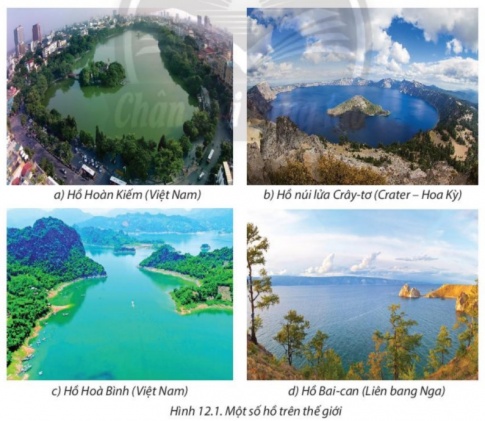 Chân
a) Hồ Hoàn Kiếm (Việt Nam)
b) Hồ núi lửa Crây-tơ (Crater – Hoa Kỳ)
c) Hồ Hoà Bình (Việt Nam)
d) Hồ Bai-can (Liên bang Nga)
Hình 12.1. Một số hồ trên thế giới